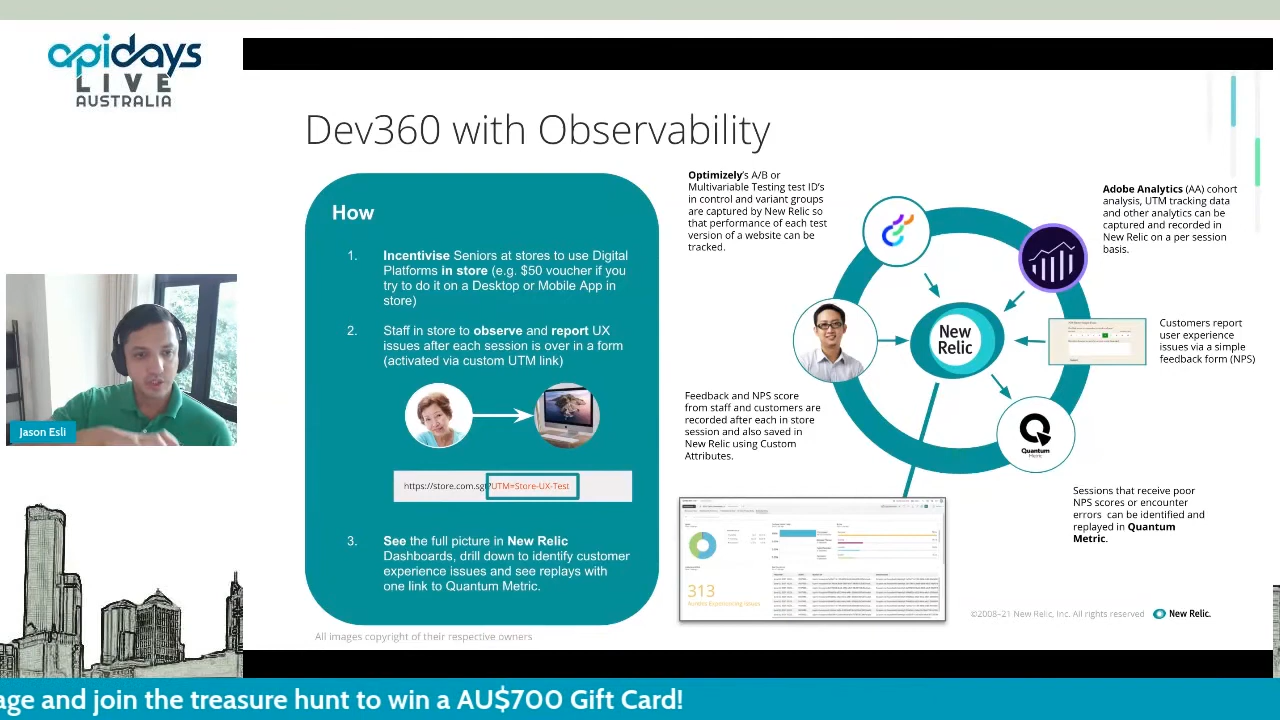 apidays
LIVE
AUSTRALIA
Jason Esli
Dev360 with Observability
How
1. Incentivise Seniors at stores to use Digital
Platforms in store (e.g. $50 voucher if you
try to do it on a Desktop or Mobile App in
store)
2. Staff in store to observe and report UX
issues after each session is over in a form
(activated via custom UTM link)
https://store.com.sg?UTM=Store-UX-Test
3. See the full picture in New Relic
Dashboards, drill down to identify customer
experience issues and see replays with
one link to Quantum Metric.
All images copyright of their respective owners
Optimizely's A/B or
Multivariable Testing test ID's
in control and variant groups
are captured by New Relic so
that performance of each test
version of a website can be
tracked.
Adobe Analytics (AA) cohort
analysis, UTM tracking data
and other analytics can be
captured and recorded in
New Relic on a per session
basis.
New
Relic
Customers report
user experience
issues via a simple
feedback form (NPS)
Feedback and NPS score
from staff and customers are
recorded after each in store
session and also saved in
New Relic using Custom
Attributes.
Quantum
Metric
Sessions that receive poor
NPS scores or encounter
errors can be identified and
replayed in Quantum
Metric.
313
©2008–21 New Relic, Inc. All rights reserved
New Relic.
age and join the treasure hunt to win a AU$700 Gift Card!